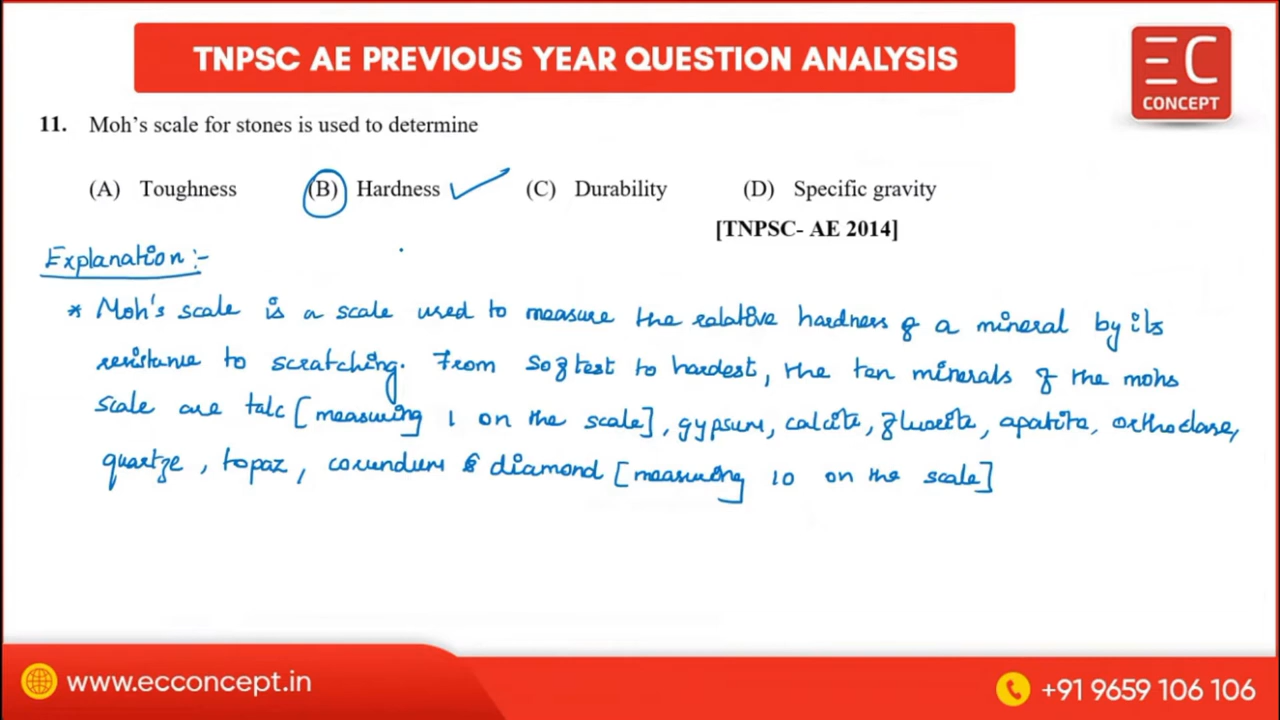 TNPSC AE PREVIOUS YEAR QUESTION ANALYSIS
EC
CONCEPT
11. Moh's scale for stones is used to determine
(A) Toughness (B) Hardness (C) Durability (D) Specific gravity
[TNPSC- AE 2014]
Explanation :-
* Moh's scale is a scale used to measure the relative hardness of a mineral by its
resistance to scratching. From softest to hardest, the ten minerals of the mohs
scale are talc [measuring 1 on the scale], gypsum, calcite, fluorite, apatite, orthoclase,
quartze, topaz, corundum & diamond [measuring 10 on the scale]
www.ecconcept.in
+91 9659 106 106